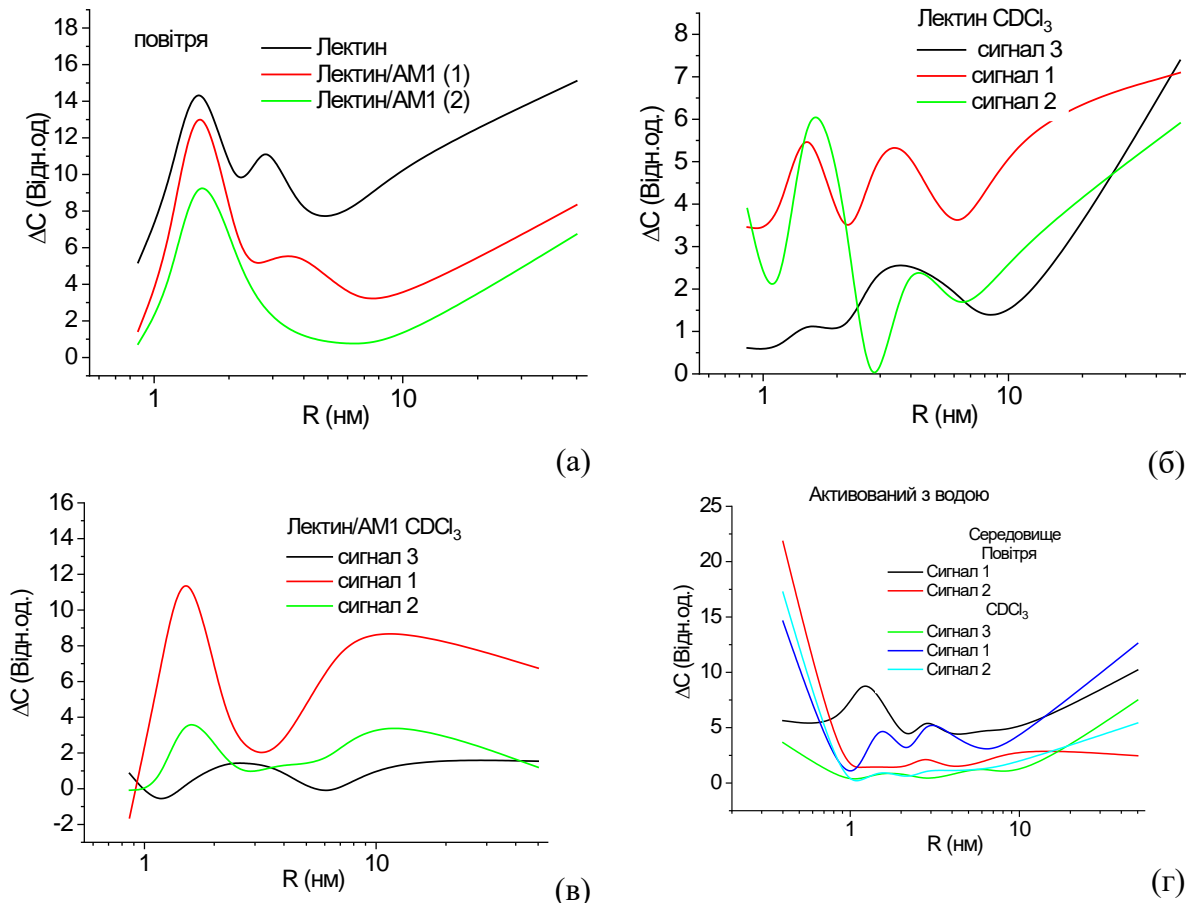 повітря
Лектин
Лектин/AM1 (1)
Лектин/AM1 (2)
18
16
14
12
10
8
6
4
2
0
ΔC (Відн.од)
1
10
R (нм)
(а)
Лектин CDCl₃
сигнал 3
сигнал 1
сигнал 2
8
7
6
5
4
3
2
1
0
ΔC (Відн.од.)
1
10
R (нм)
(б)
Лектин/AM1 CDCl₃
сигнал 3
сигнал 1
сигнал 2
16
14
12
10
8
6
4
2
0
-2
ΔC (Відн.од.)
1
10
R (нм)
(в)
Активований з водою
Середовище
Повітря
Сигнал 1
Сигнал 2
CDCl₃
Сигнал 3
Сигнал 1
Сигнал 2
25
20
15
10
5
0
ΔC (Відн.од.)
1
10
R (нм)
(г)